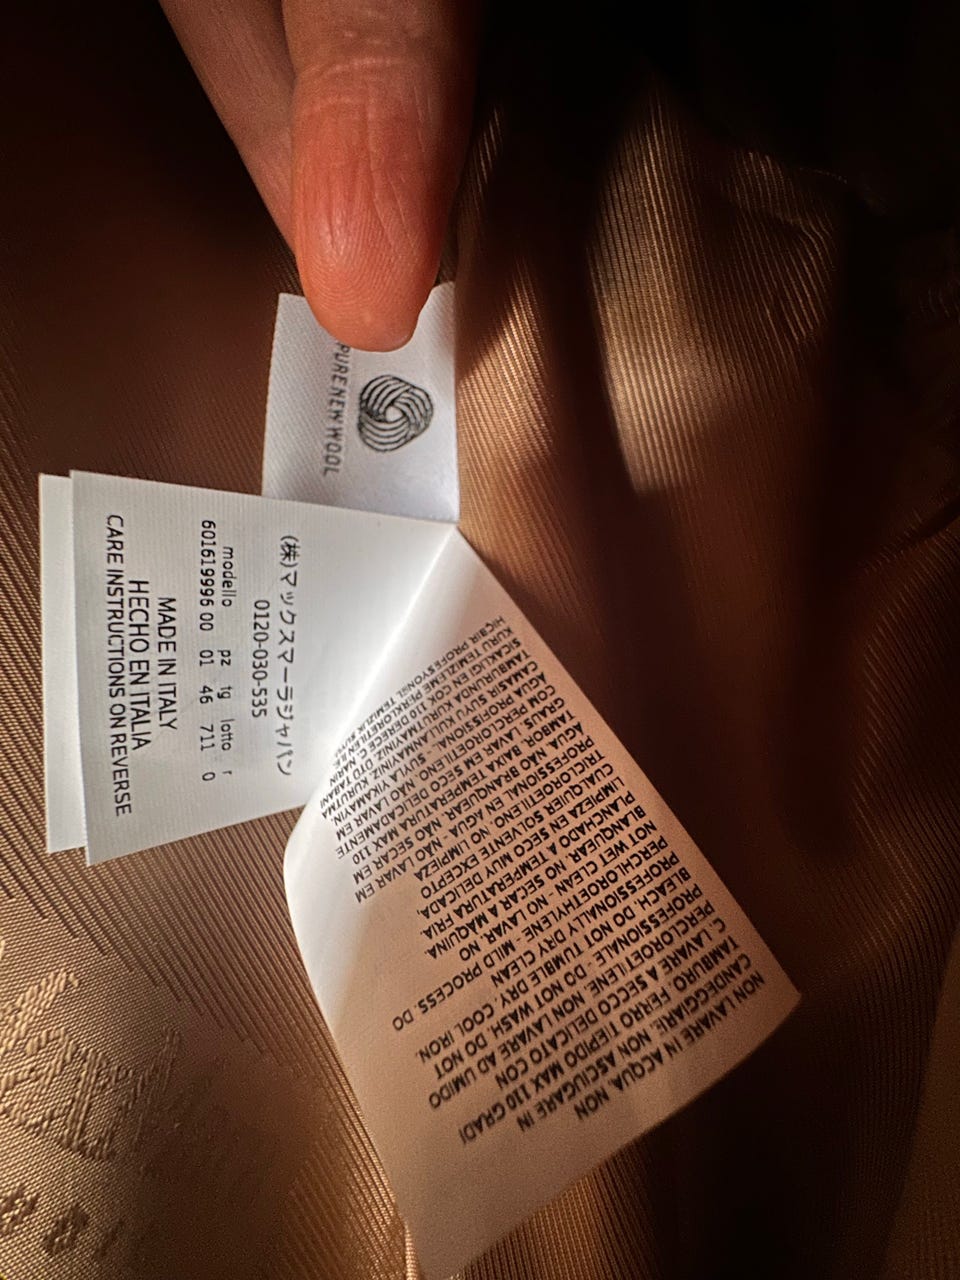 PURE NEW WOOL
(株)マックスマーラジャパン
0120-030-535
modello pz tg lotto r
601619996 00 01 46 711 0
MADE IN ITALY
HECHO EN ITALIA
CARE INSTRUCTIONS ON REVERSE
NON LAVARE IN ACQUA. NON
CANDEGGIARE. NON ASCIUGARE IN
TAMBURO. FERRO TIEPIDO MAX 110 GRADI
C. LAVARE A SECCO DELICATO CON
PERCLOROETILENE. NON LAVARE AD UMIDO
PROFESSIONALE- DO NOT WASH. DO NOT
BLEACH. DO NOT TUMBLE DRY. COOL IRON.
PROFESSIONALLY DRY CLEAN
PERCHLOROETHYLENE - MILD PROCESS. DO
NOT WET CLEAN - NO LAVAR. NO
BLANQUEAR. NO SECAR A MAQUINA.
PLANCHADO A TEMPERATURA FRIA.
LIMPIEZA EN SECO MUY DELICADA,
CUALQUIER SOLVENTE EXCEPTO
TRICLOROETILENO. NO LIMPIEZA
PROFESSIONAL EN AGUA. NÃO LAVAR EM
TAMBOR. BAIXA TEMPERATURA MAX 110
GRAUS. LAVAR EM SECO DELICADAMENTE
COM PERCLOROETILENO. NÃO LAVAR EM
AGUA PROFISSIONAL. SUYLA YIKAMAYINIZ